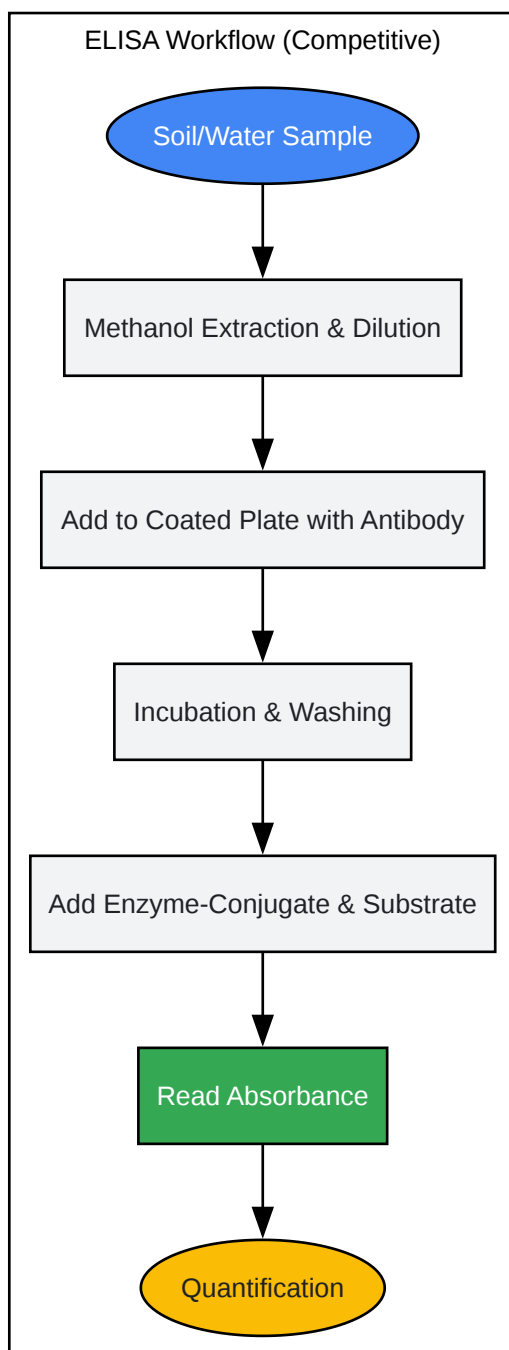 ELISA Workflow (Competitive)
Soil/Water Sample
Methanol Extraction & Dilution
Add to Coated Plate with Antibody
Incubation & Washing
Add Enzyme-Conjugate & Substrate
Read Absorbance
Quantification